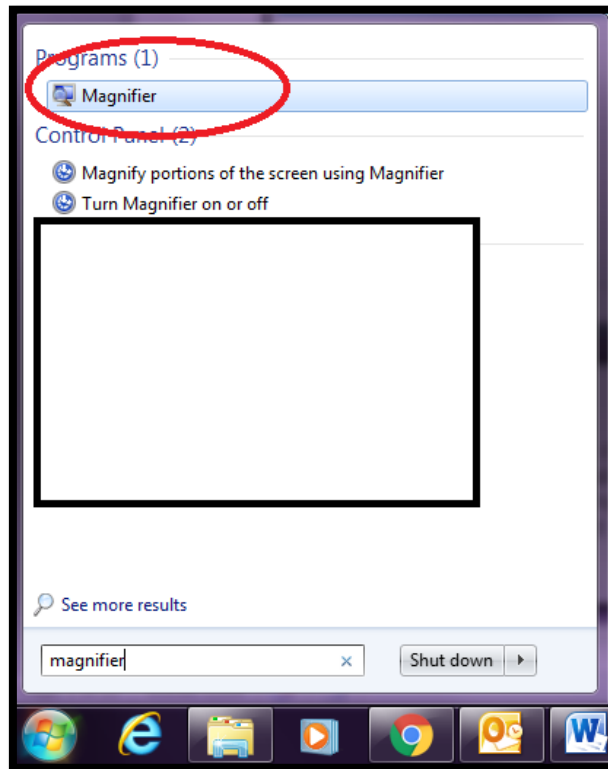 Programs (1)
Magnifier
Control Panel (2)
Magnify portions of the screen using Magnifier
Turn Magnifier on or off
See more results
magnifier
Shut down